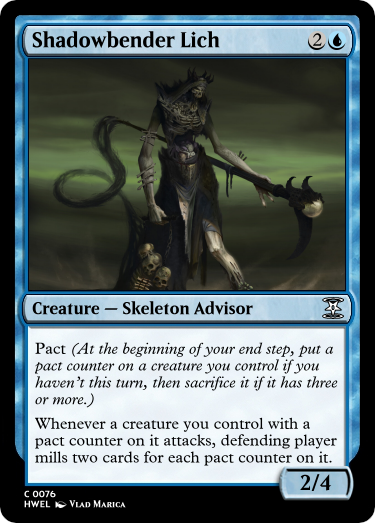 Shadowbender Lich 2
Creature — Skeleton Advisor
Pact (At the beginning of your end step, put a
pact counter on a creature you control if you
haven't this turn, then sacrifice it if it has three
or more.)
Whenever a creature you control with a
pact counter on it attacks, defending player
mills two cards for each pact counter on it.
2/4
C 0076
HWEL Vlad Marica